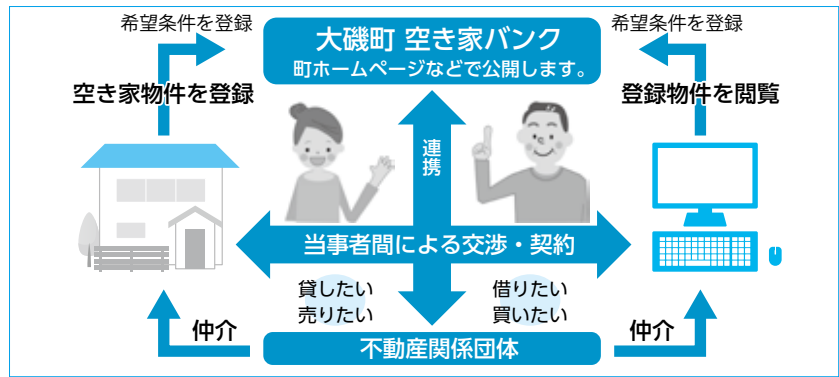 希望条件を登録
大磯町 空き家バンク
町ホームページなどで公開します。
希望条件を登録
空き家物件を登録
登録物件を閲覧
連携
当事者間による交渉・契約
貸したい
売りたい
借りたい
買いたい
仲介
不動産関係団体
仲介